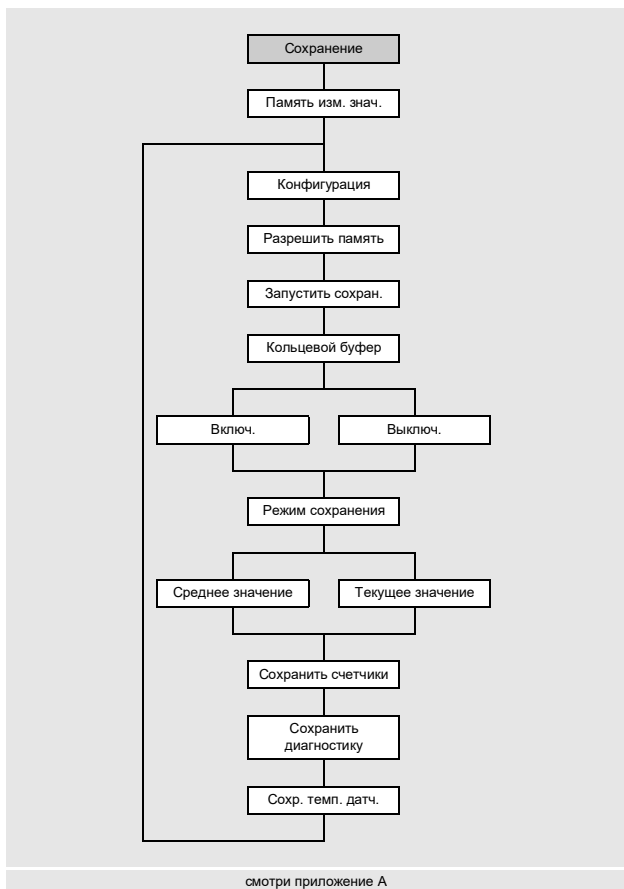 Сохранение
Память изм. знач.
Конфигурация
Разрешить память
Запустить сохран.
Кольцевой буфер
Включ.
Выключ.
Режим сохранения
Среднее значение
Текущее значение
Сохранить счетчики
Сохранить
диагностику
Сохр. темп. датч.
смотри приложение А